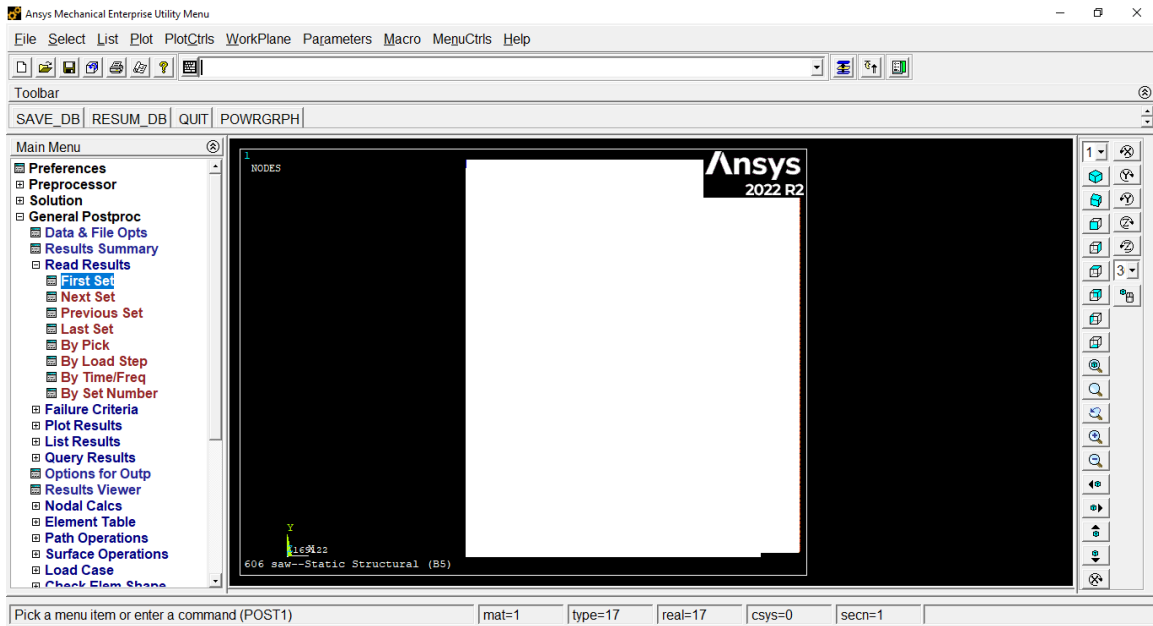 Ansys Mechanical Enterprise Utility Menu
File Select List Plot PlotCtrls WorkPlane Parameters Macro MenuCtrls Help
Toolbar
SAVE_DB RESUM_DB QUIT POWRGRPH
Main Menu
Preferences
Preprocessor
Solution
General Postproc
Data & File Opts
Results Summary
Read Results
First Set
Next Set
Previous Set
Last Set
By Pick
By Load Step
By Time/Freq
By Set Number
Failure Criteria
Plot Results
List Results
Query Results
Options for Outp
Results Viewer
Nodal Calcs
Element Table
Path Operations
Surface Operations
Load Case
Check Elem Shape
1
NODES
Ansys
2022 R2
Y
606 saw--Static Structural (B5)
1
3
Pick a menu item or enter a command (POST1) mat=1 type=17 real=17 csys=0 secn=1